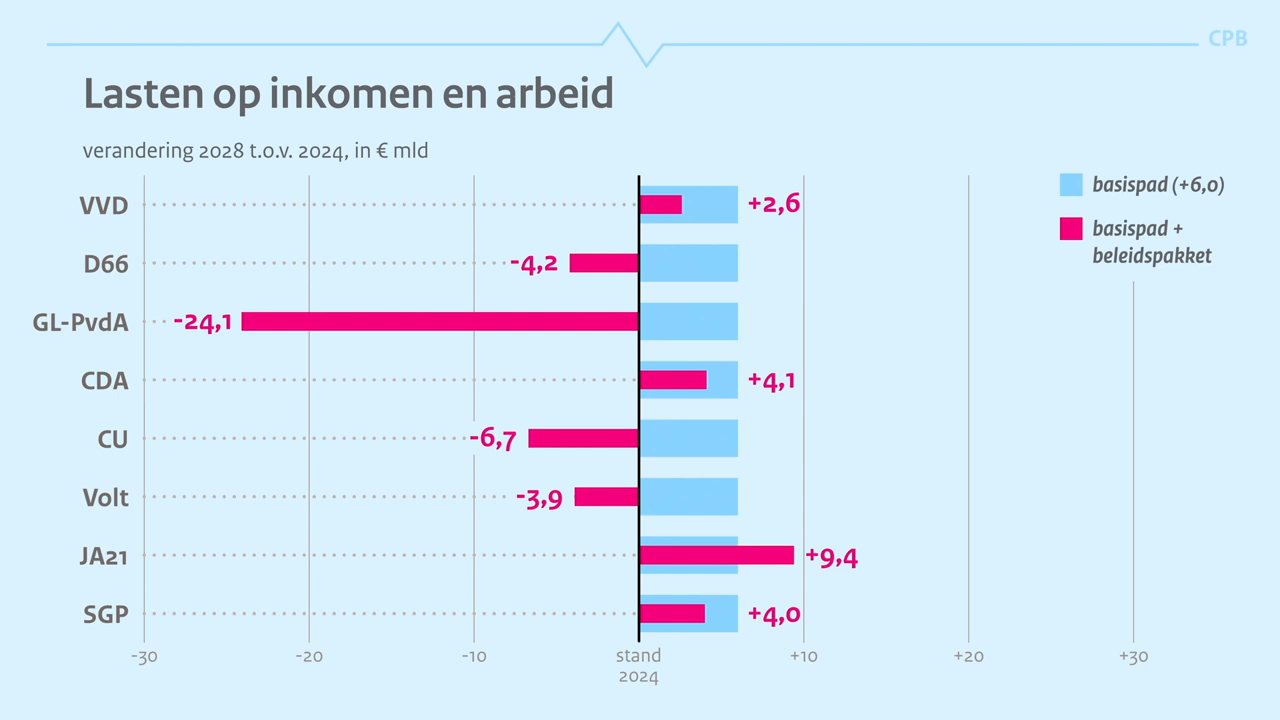 CPB
Lasten op inkomen en arbeid
verandering 2028 t.o.v. 2024, in € mld
basispad (+6,0)
basispad +
beleidspakket
VVD +2,6
D66 -4,2
GL-PvdA -24,1
CDA +4,1
CU -6,7
Volt -3,9
JA21 +9,4
SGP +4,0
-30 -20 -10 stand +10 +20 +30
2024